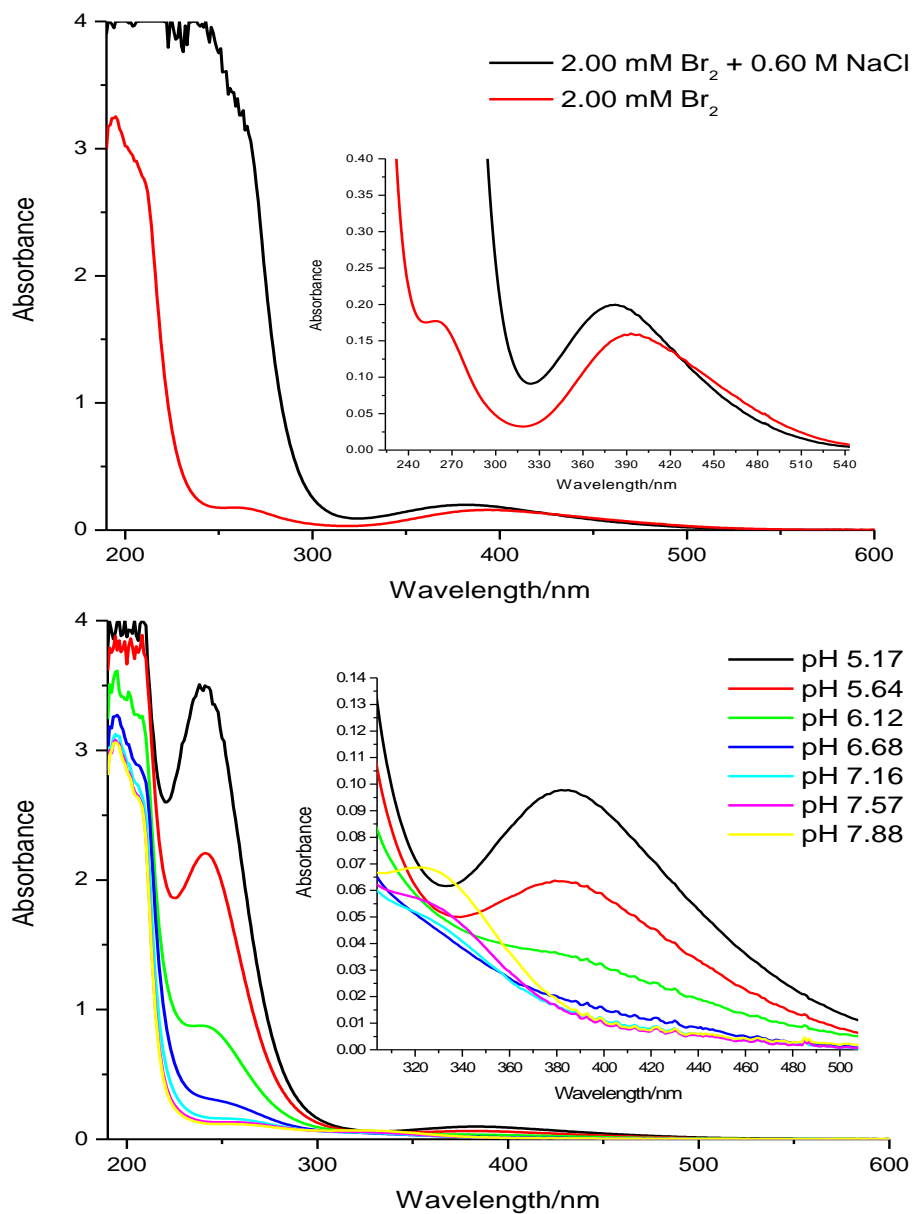 4
3
2
1
0
Absorbance
2.00 mM Br₂ + 0.60 M NaCl
2.00 mM Br₂
0.40
0.35
0.30
0.25
0.20
0.15
0.10
0.05
0.00
Absorbance
240 270 300 330 360 390 420 450 480 510 540
Wavelength/nm
200 300 400 500 600
Wavelength/nm
4
3
2
1
0
Absorbance
pH 5.17
pH 5.64
pH 6.12
pH 6.68
pH 7.16
pH 7.57
pH 7.88
0.14
0.13
0.12
0.11
0.10
0.09
0.08
0.07
0.06
0.05
0.04
0.03
0.02
0.01
0.00
Absorbance
320 340 360 380 400 420 440 460 480 500
Wavelength/nm
200 300 400 500 600
Wavelength/nm